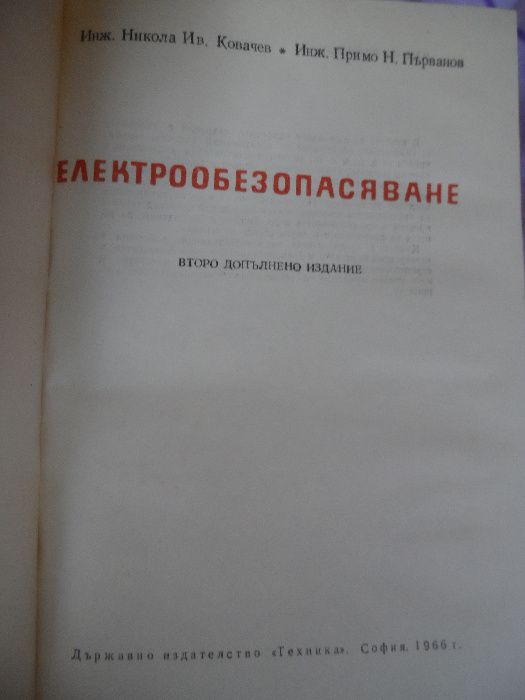 Инж. Никола Ив. Ковачев * Инж. Примо Н. Първанов
ЕЛЕКТРООБЕЗОПАСЯВАНЕ
ВТОРО ДОПЪЛНЕНО ИЗДАНИЕ
Държавно издателство «Техника», София, 1966 г.